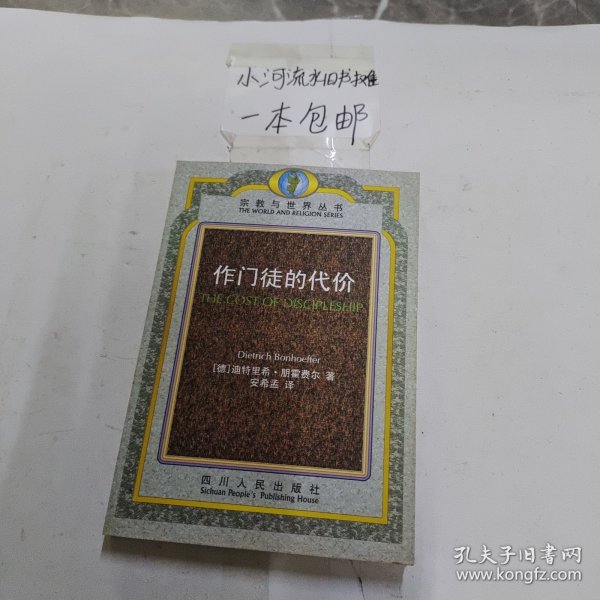 小河流水旧书摊
一本包邮
宗教与世界丛书
THE WORLD AND RELIGION SERIES
作门徒的代价
THE COST OF DISCIPLESHIP
Dietrich Bonhoeffer
[德]迪特里希·朋霍费尔 著
安希孟 译
四川人民出版社
Sichuan People's Publishing House
孔夫子旧书网
www.kongfz.com